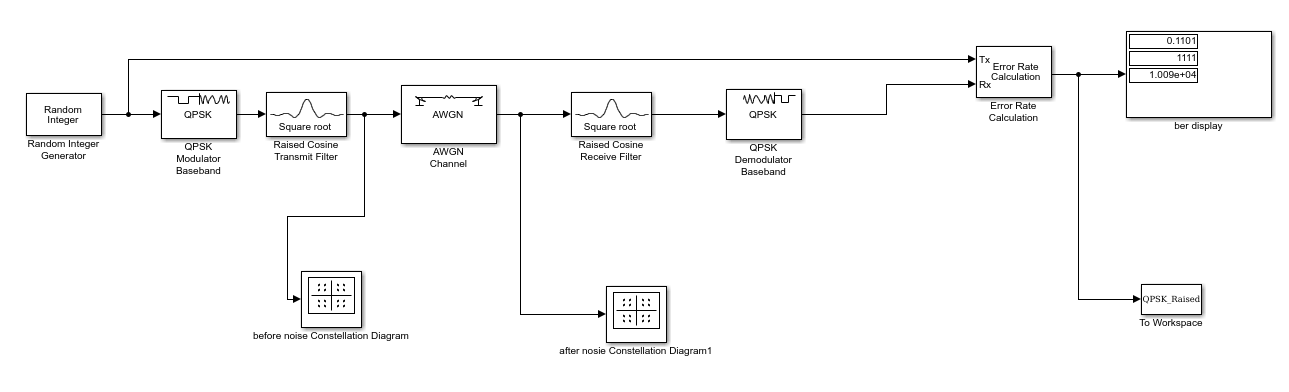 Random
Integer
Random Integer
Generator
QPSK
QPSK
Modulator
Baseband
Square root
Raised Cosine
Transmit Filter
AWGN
AWGN
Channel
Square root
Raised Cosine
Receive Filter
QPSK
QPSK
Demodulator
Baseband
Tx
Rx
Error Rate
Calculation
Error Rate
Calculation
0.1101
1111
1.009e+04
ber display
before noise Constellation Diagram
after nosie Constellation Diagram1
QPSK_Raised
To Workspace